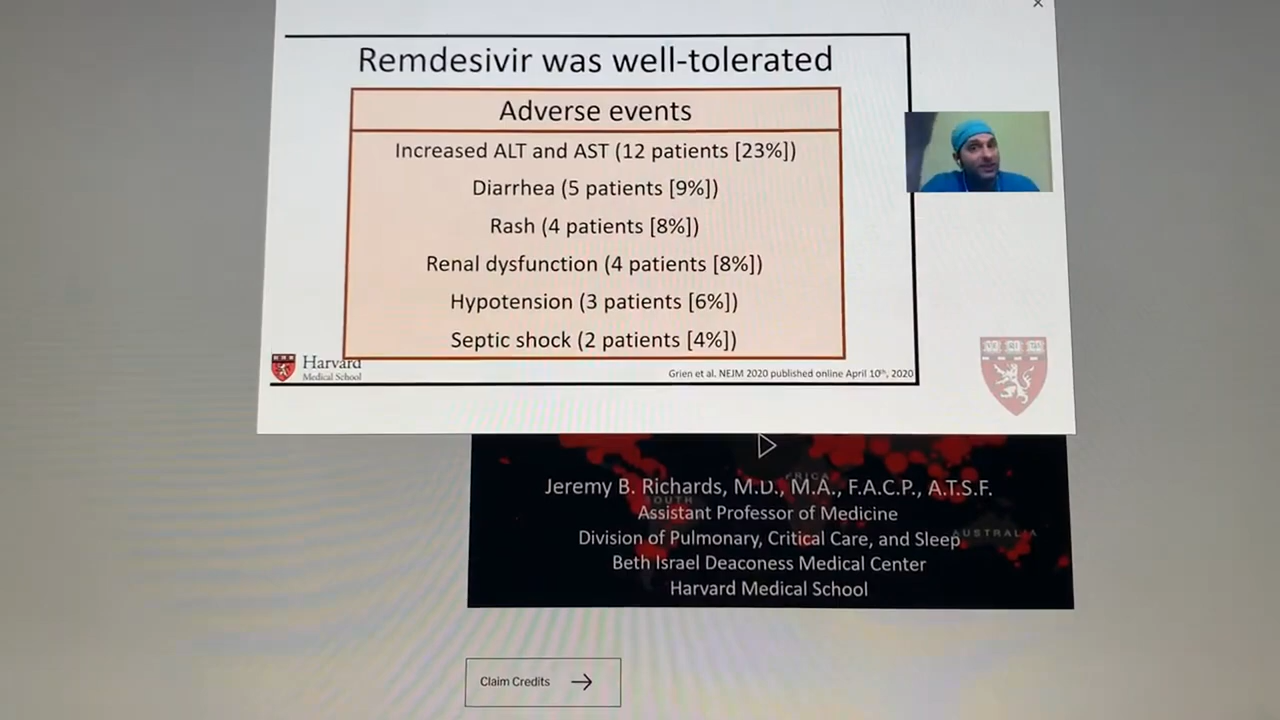 Remdesivir was well-tolerated
Adverse events
Increased ALT and AST (12 patients [23%])
Diarrhea (5 patients [9%])
Rash (4 patients [8%])
Renal dysfunction (4 patients [8%])
Hypotension (3 patients [6%])
Septic shock (2 patients [4%])
Harvard
Medical School
Grien et al. NEJM 2020 published online April 10th, 2020
Jeremy B. Richards, M.D., M.A., F.A.C.P., A.T.S.F.
SOUTH
Assistant Professor of Medicine
Division of Pulmonary, Critical Care, and Sleep
AUSTRALIA
Beth Israel Deaconess Medical Center
Harvard Medical School
Claim Credits